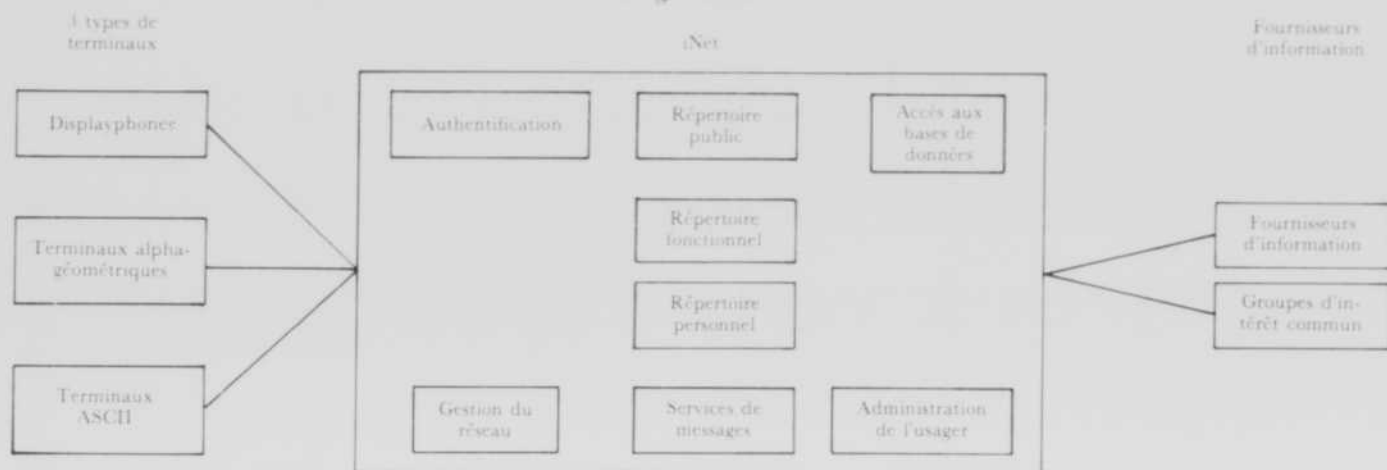 3 types de
terminaux
iNet
Fournisseurs
d'information
Displayphonee
Authentification
Répertoire
public
Accès aux
bases de
données
Répertoire
fonctionnel
Terminaux alpha-
géométriques
Fournisseurs
d'information
Répertoire
personnel
Groupes d'in-
térêt commun
Terminaux
ASCII
Gestion du
réseau
Services de
messages
Administration
de l'usager